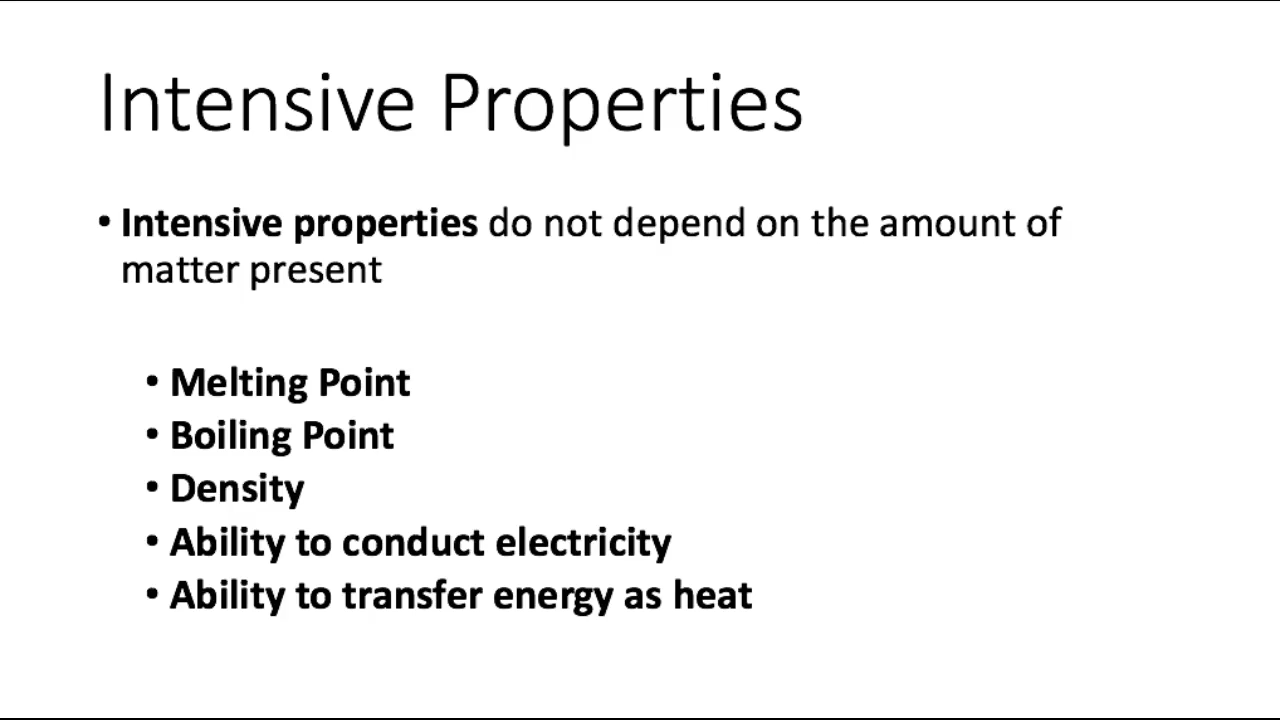 Intensive Properties
• Intensive properties do not depend on the amount of
matter present
• Melting Point
• Boiling Point
• Density
• Ability to conduct electricity
• Ability to transfer energy as heat